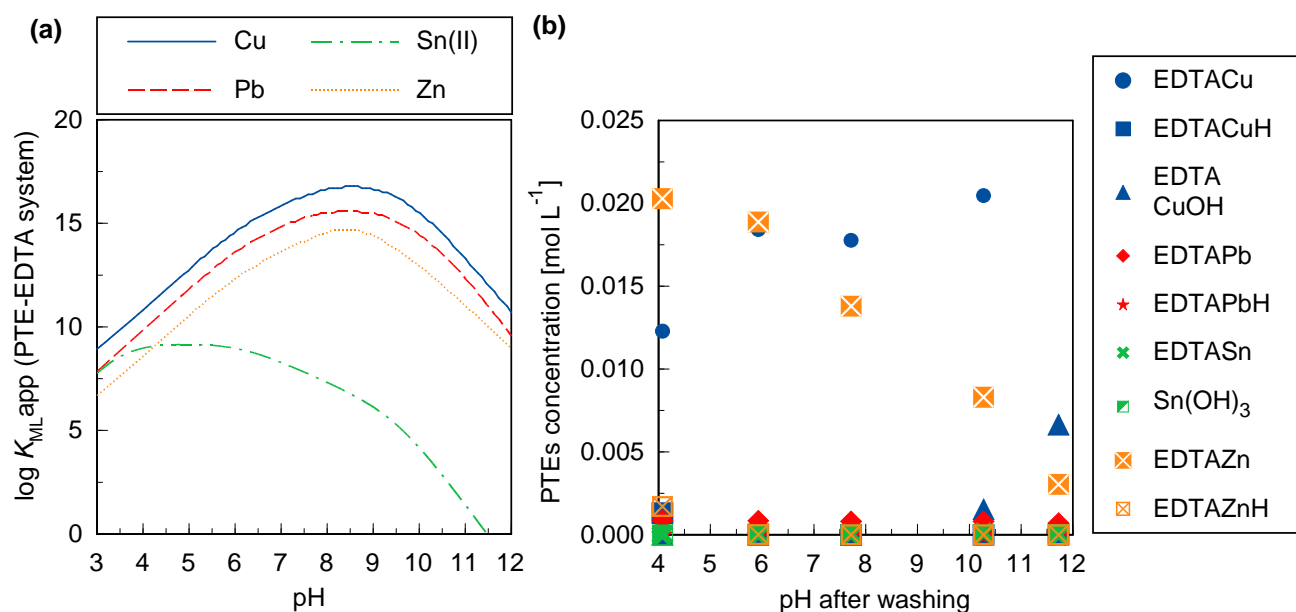 (a)
Cu
Sn(II)
Pb
Zn
log K_ML app (PTE-EDTA system)
20
15
10
5
0
3 4 5 6 7 8 9 10 11 12
pH
(b)
PTEs concentration [mol L⁻¹]
0.025
0.020
0.015
0.010
0.005
0.000
4 5 6 7 8 9 10 11 12
pH after washing
EDTACu
EDTACuH
EDTA
CuOH
EDTAPb
EDTAPbH
EDTASn
Sn(OH)₃
EDTAZn
EDTAZnH